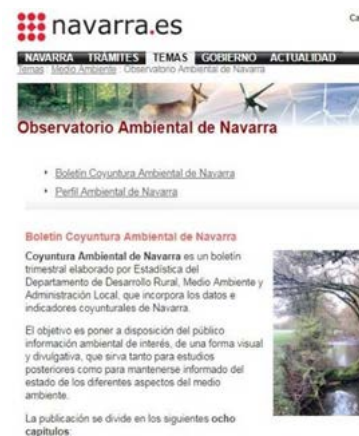 navarra.es
Ca
NAVARRA TRÁMITES TEMAS GOBIERNO ACTUALIDAD
Temas : Medio Ambiente : Observatorio Ambiental de Navarra
Observatorio Ambiental de Navarra
Boletín Coyuntura Ambiental de Navarra
Perfil Ambiental de Navarra
Boletín Coyuntura Ambiental de Navarra
Coyuntura Ambiental de Navarra es un boletín
trimestral elaborado por Estadística del
Departamento de Desarrollo Rural, Medio Ambiente y
Administración Local, que incorpora los datos e
indicadores coyunturales de Navarra.
El objetivo es poner a disposición del público
información ambiental de interés, de una forma visual
y divulgativa, que sirva tanto para estudios
posteriores como para mantenerse informado del
estado de los diferentes aspectos del medio
ambiente.
La publicación se divide en los siguientes ocho
capítulos: